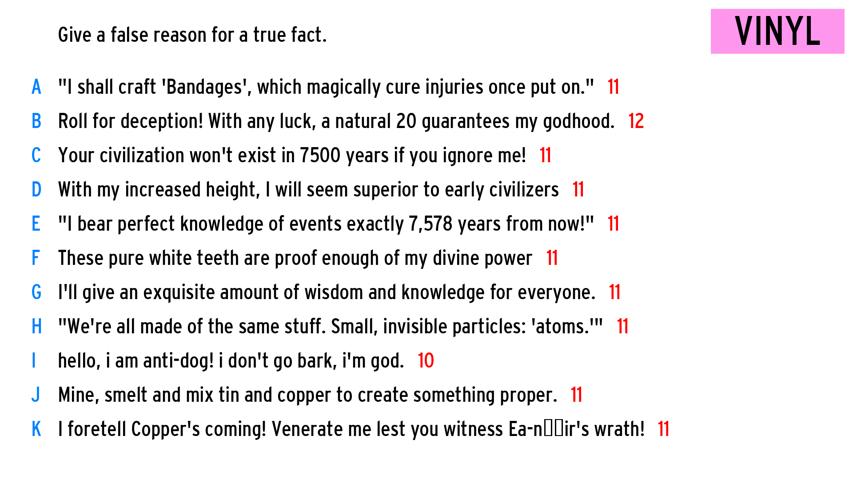 Give a false reason for a true fact.
VINYL
A "I shall craft 'Bandages', which magically cure injuries once put on." 11
B Roll for deception! With any luck, a natural 20 guarantees my godhood. 12
C Your civilization won't exist in 7500 years if you ignore me! 11
D With my increased height, I will seem superior to early civilizers 11
E "I bear perfect knowledge of events exactly 7,578 years from now!" 11
F These pure white teeth are proof enough of my divine power 11
G I'll give an exquisite amount of wisdom and knowledge for everyone. 11
H "We're all made of the same stuff. Small, invisible particles: 'atoms.'" 11
I hello, i am anti-dog! i don't go bark, i'm god. 10
J Mine, smelt and mix tin and copper to create something proper. 11
K I foretell Copper's coming! Venerate me lest you witness Ea-n▯▯ir's wrath! 11